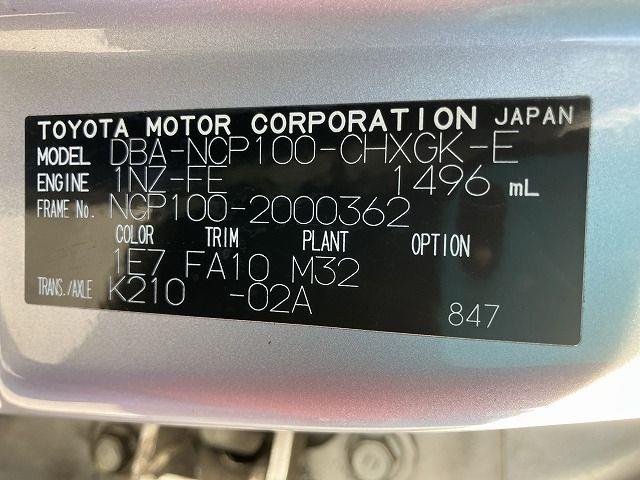 TOYOTA MOTOR CORPORATION JAPAN
MODEL DBA-NCP100-CHXGK-E
ENGINE 1NZ-FE 1496 mL
FRAME No. NCP100-2000362
COLOR TRIM PLANT OPTION
1E7 FA10 M32
TRANS./AXLE K210 -02A
847